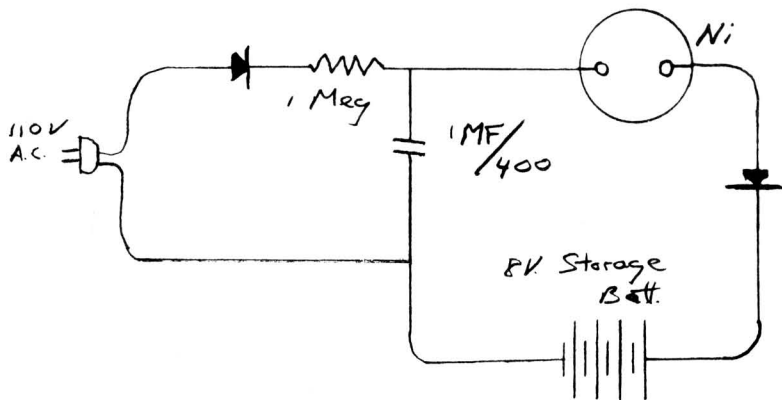 Ni
1 Meg
110V
A.C.
1MF/400
8V. Storage
Batt.